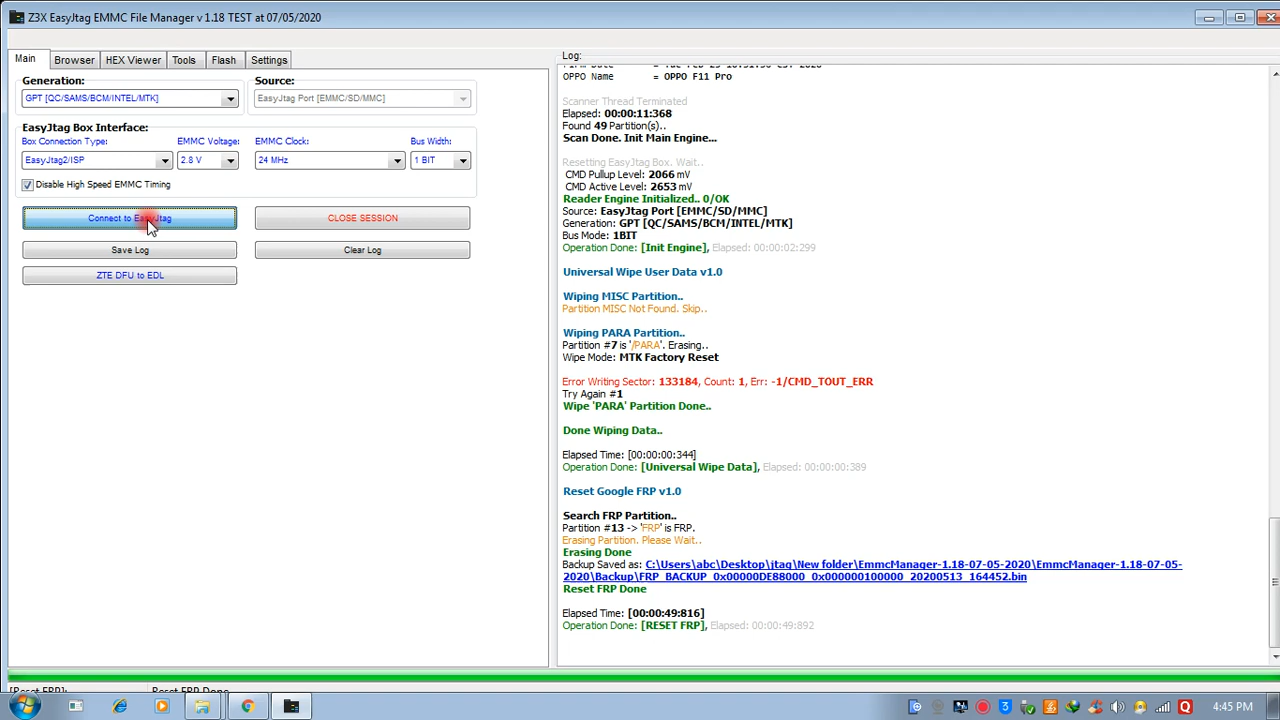 Z3X EasyJtag EMMC File Manager v 1.18 TEST at 07/05/2020
Main
Browser
HEX Viewer
Tools
Flash
Settings
Generation:
Source:
GPT [QC/SAMS/BCM/INTEL/MTK]
EasyJtag Port [EMMC/SD/MMC]
EasyJtag Box Interface:
Box Connection Type:
EMMC Voltage:
EMMC Clock:
Bus Width:
EasyJtag2/ISP
2.8 V
24 MHz
1 BIT
Disable High Speed EMMC Timing
Connect to EasyJtag
CLOSE SESSION
Save Log
Clear Log
ZTE DFU to EDL
Log:
OPPO Name = OPPO F11 Pro
Scanner Thread Terminated
Elapsed: 00:00:11:368
Found 49 Partition(s)..
Scan Done. Init Main Engine...
Resetting EasyJtag Box. Wait..
CMD Pullup Level: 2066 mV
CMD Active Level: 2653 mV
Reader Engine Initialized.. 0/OK
Source: EasyJtag Port [EMMC/SD/MMC]
Generation: GPT [QC/SAMS/BCM/INTEL/MTK]
Bus Mode: 1BIT
Operation Done: [Init Engine], Elapsed: 00:00:02:299
Universal Wipe User Data v1.0
Wiping MISC Partition..
Partition MISC Not Found. Skip..
Wiping PARA Partition..
Partition #7 is '/PARA'. Erasing..
Wipe Mode: MTK Factory Reset
Error Writing Sector: 133184, Count: 1, Err: -1/CMD_TOUT_ERR
Try Again #1
Wipe 'PARA' Partition Done..
Done Wiping Data..
Elapsed Time: [00:00:00:344]
Operation Done: [Universal Wipe Data], Elapsed: 00:00:00:389
Reset Google FRP v1.0
Search FRP Partition..
Partition #13 -> 'FRP' is FRP.
Erasing Partition. Please Wait..
Erasing Done
Backup Saved as: C:\Users\abc\Desktop\jtag\New folder\EmmcManager-1.18-07-05-2020\EmmcManager-1.18-07-05-
2020\Backup\FRP_BACKUP_0x00000DE88000_0x000000100000_20200513_164452.bin
Reset FRP Done
Elapsed Time: [00:00:49:816]
Operation Done: [RESET FRP], Elapsed: 00:00:49:892
[Reset FRP]:
Reset FRP Done
4:45 PM